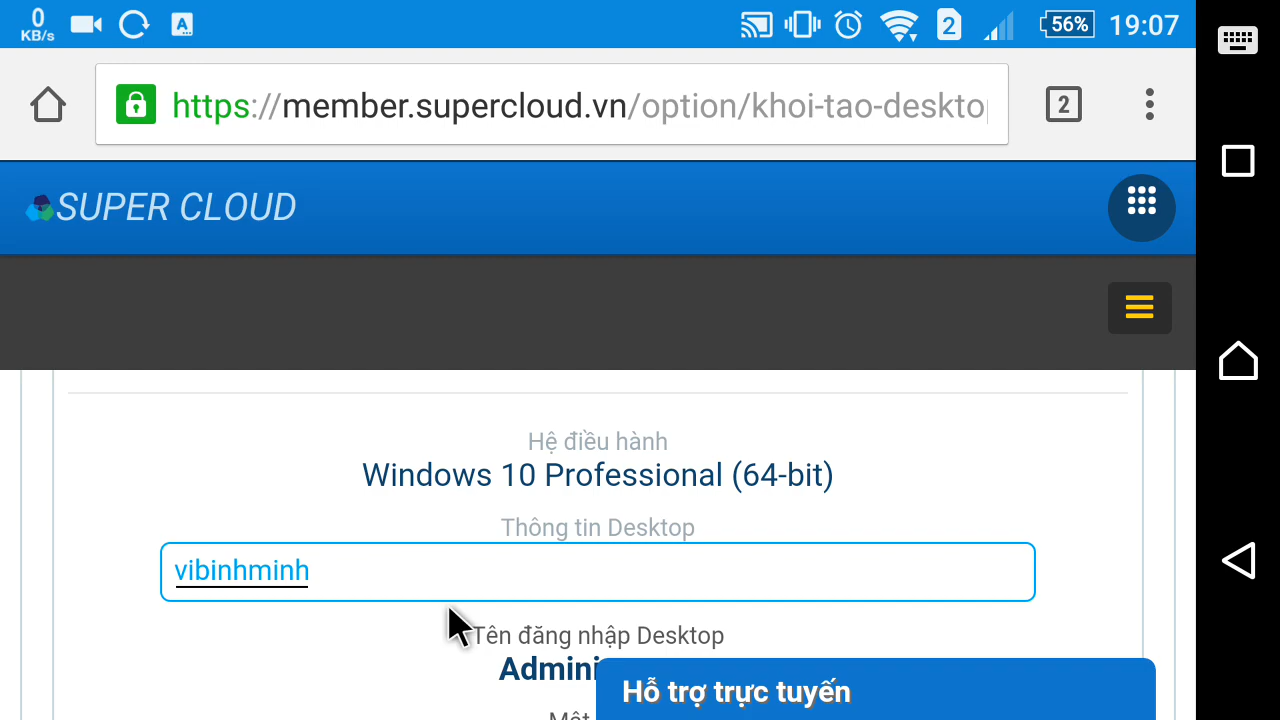 0
KB/s
A
2
56%
19:07
https://member.supercloud.vn/option/khoi-tao-deskto
2
SUPER CLOUD
Hệ điều hành
Windows 10 Professional (64-bit)
Thông tin Desktop
vibinhminh
Tên đăng nhập Desktop
Admini
Hỗ trợ trực tuyến